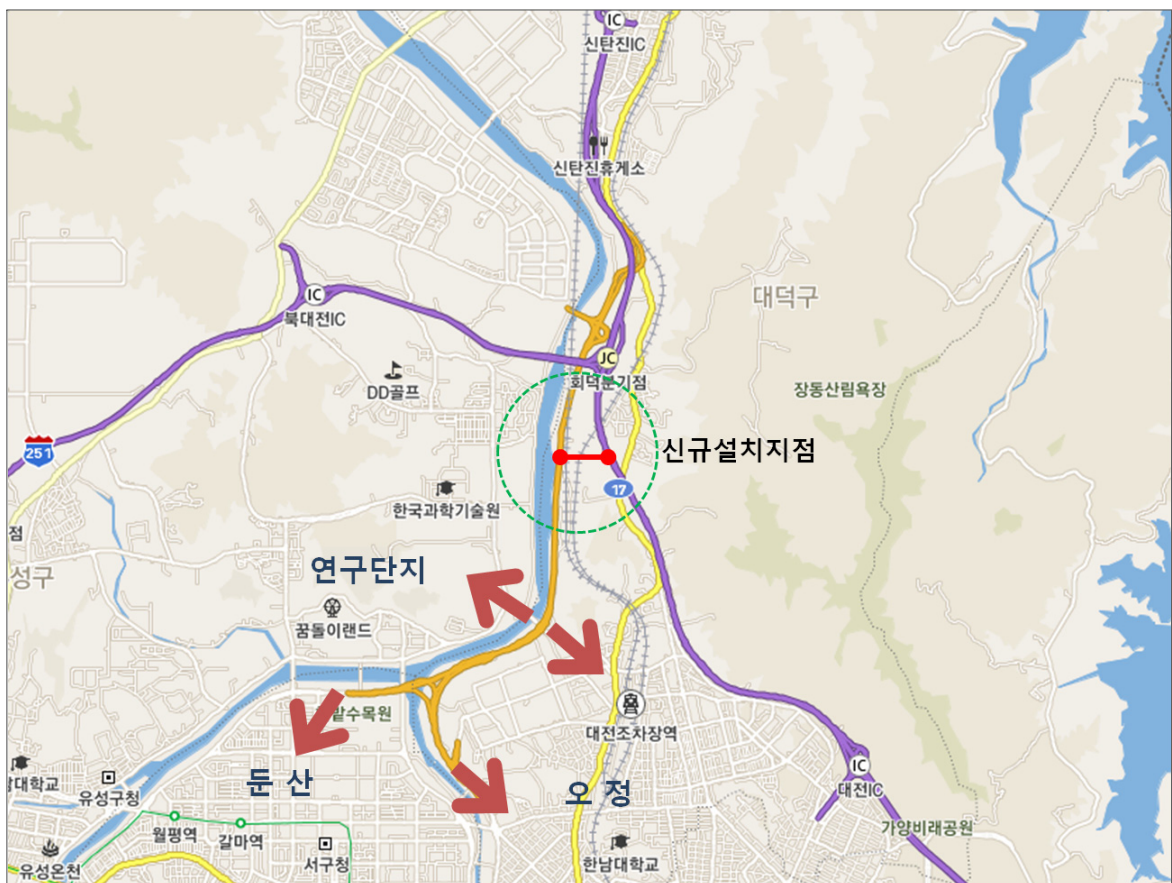 IC
신탄진IC
신탄진휴게소
대덕구
IC
북대전IC
JC
회덕분기점
DD골프
장동산림욕장
251
신규설치지점
17
한국과학기술원
점
성구
연구단지
꿈돌이랜드
밭수목원
대전조차장역
남대학교
유성구청
둔 산
오 정
IC
대전IC
월평역
갈마역
가양비래공원
유성온천
서구청
한남대학교